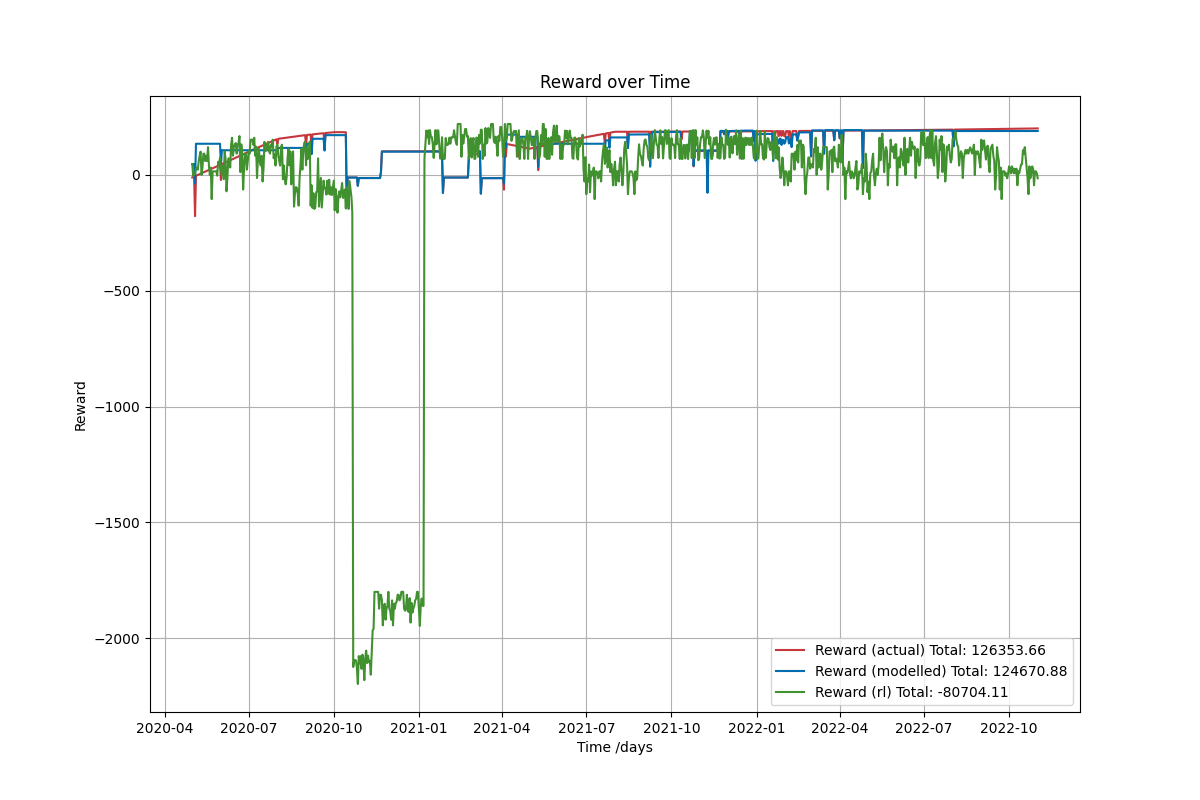 Reward over Time
Reward
0
−500
−1000
−1500
−2000
Reward (actual) Total: 126353.66
Reward (modelled) Total: 124670.88
Reward (rl) Total: -80704.11
2020-04 2020-07 2020-10 2021-01 2021-04 2021-07 2021-10 2022-01 2022-04 2022-07 2022-10
Time /days